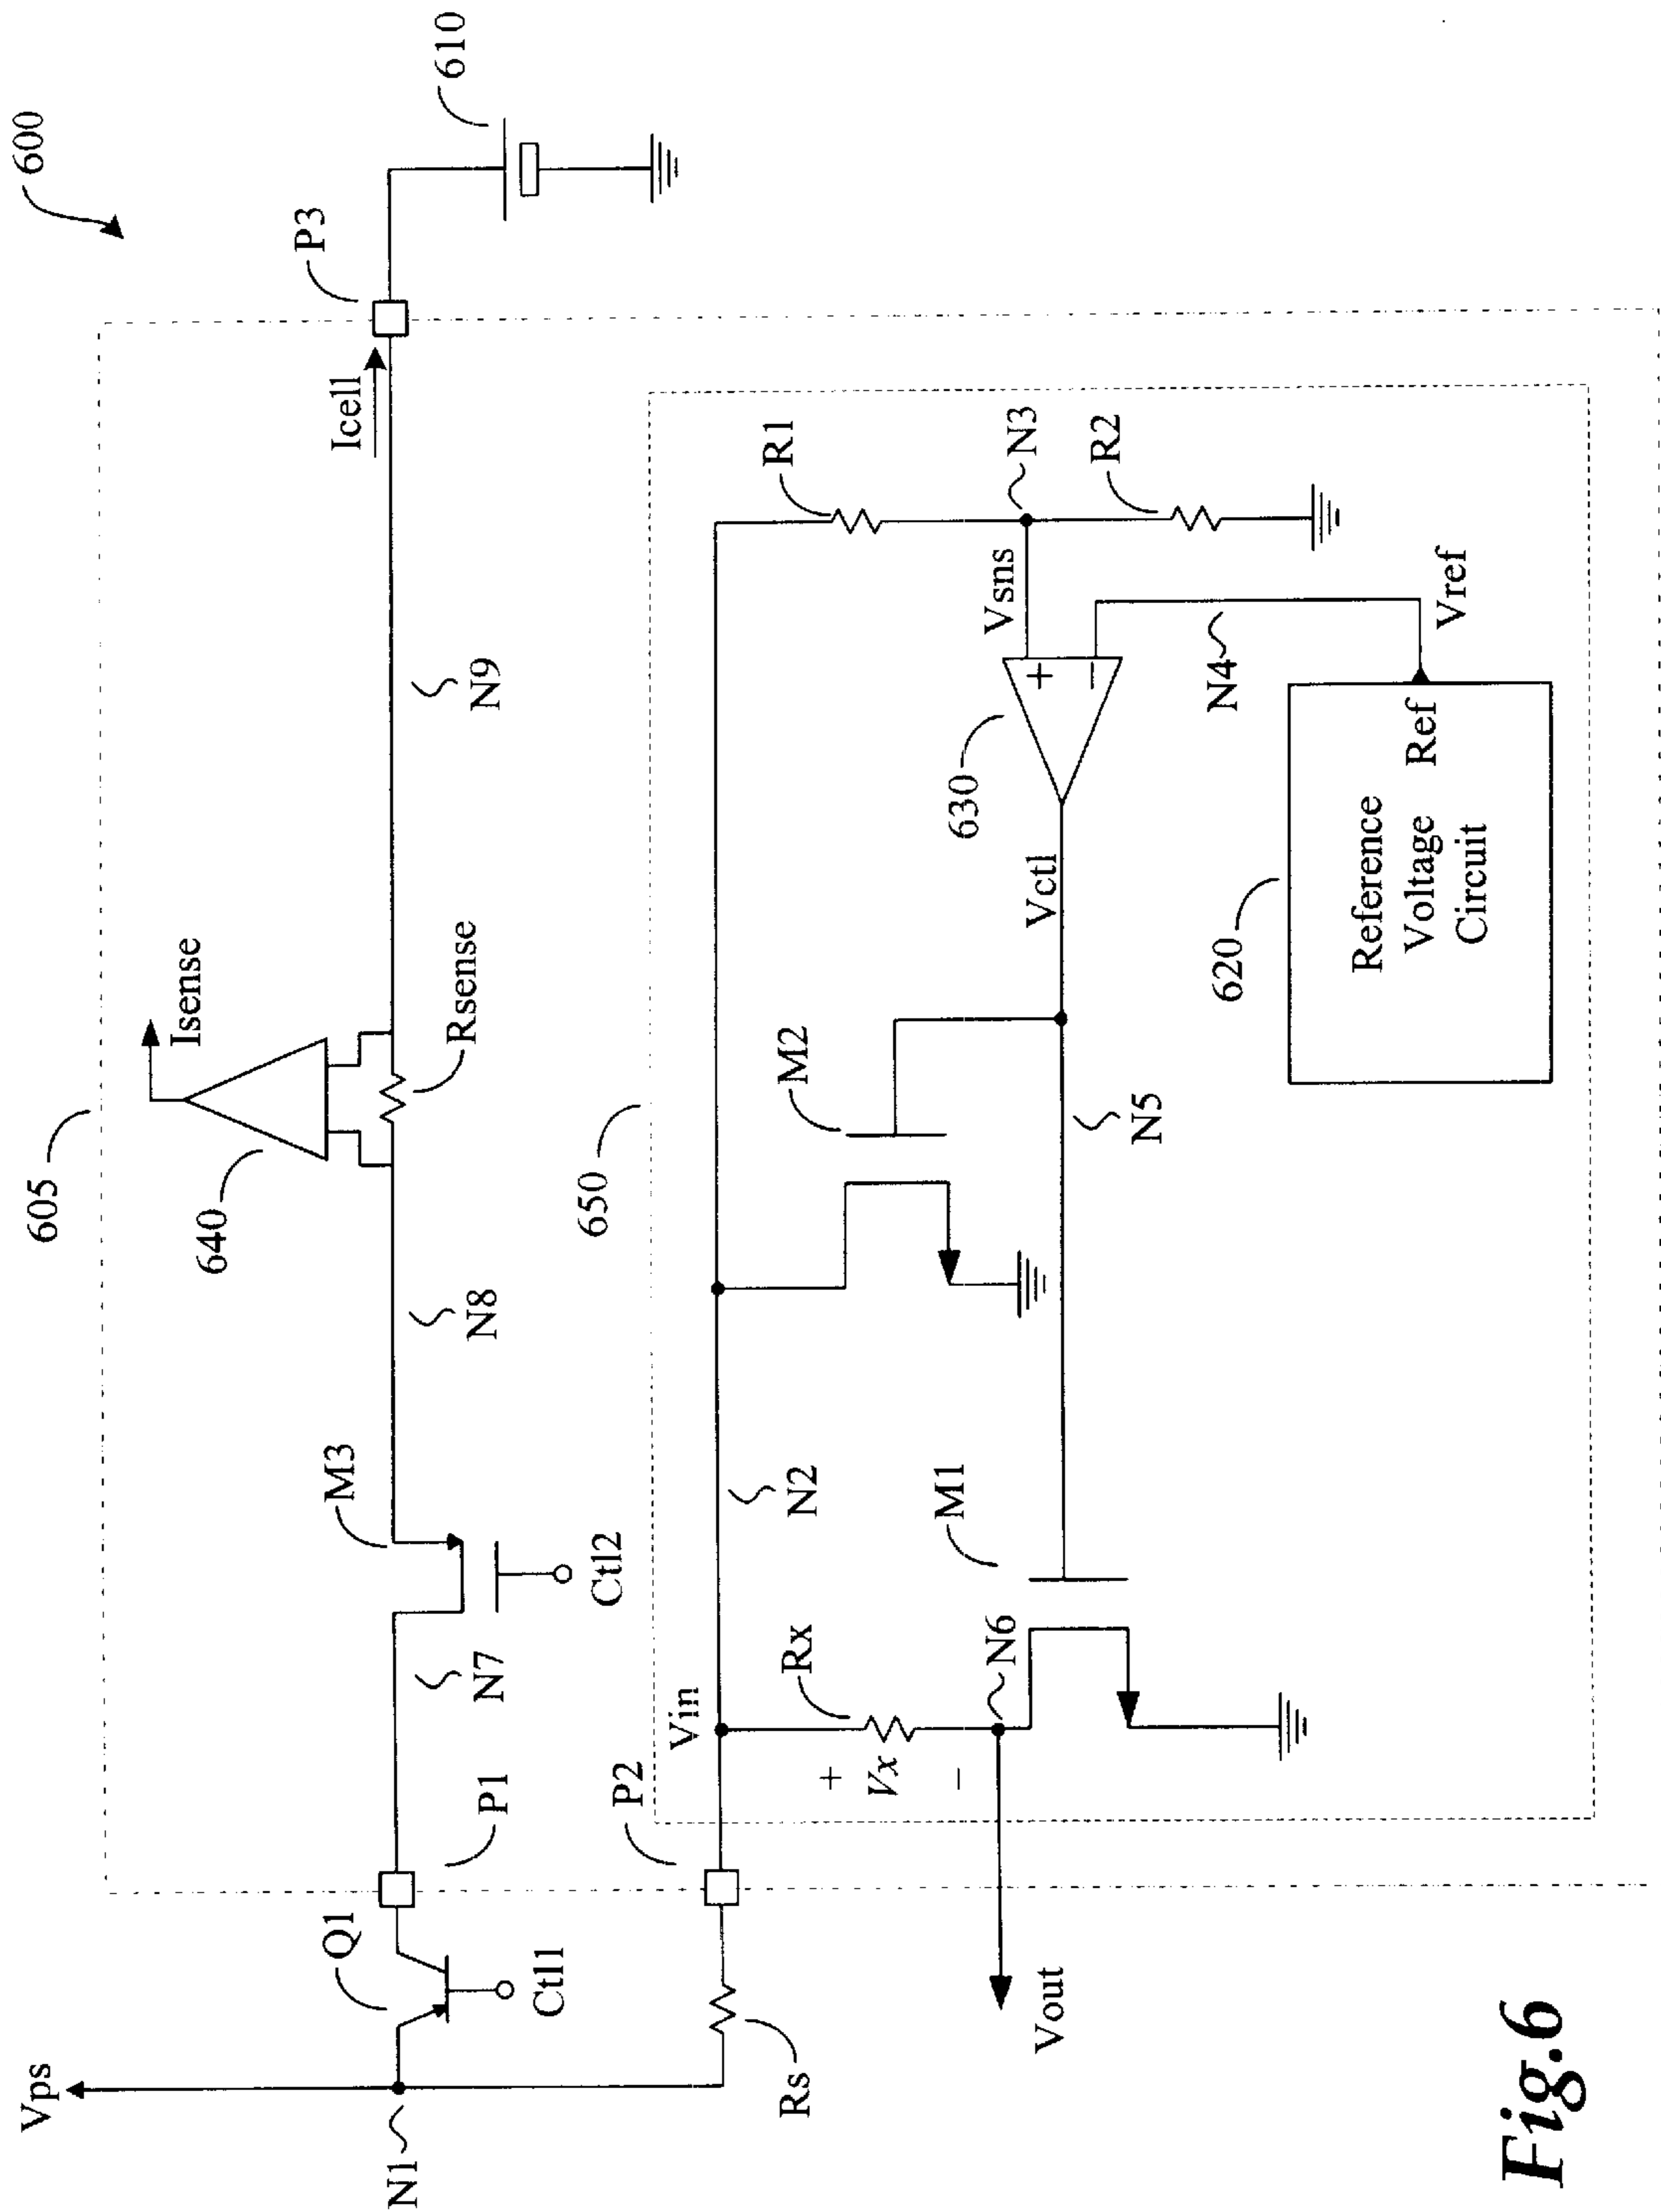 600
Vps
N1
Q1
Ctl1
P1
N7
M3
Ctl2
N8
605
640
Isense
Rsense
N9
Icell
P3
610
Rs
P2
Vin
N2
650
Rx
+
Vx
−
N6
Vout
M1
M2
N5
Vctl
630
+
−
Vsns
R1
N3
R2
N4
Vref
620
Reference
Voltage
Circuit
Ref
Fig.6